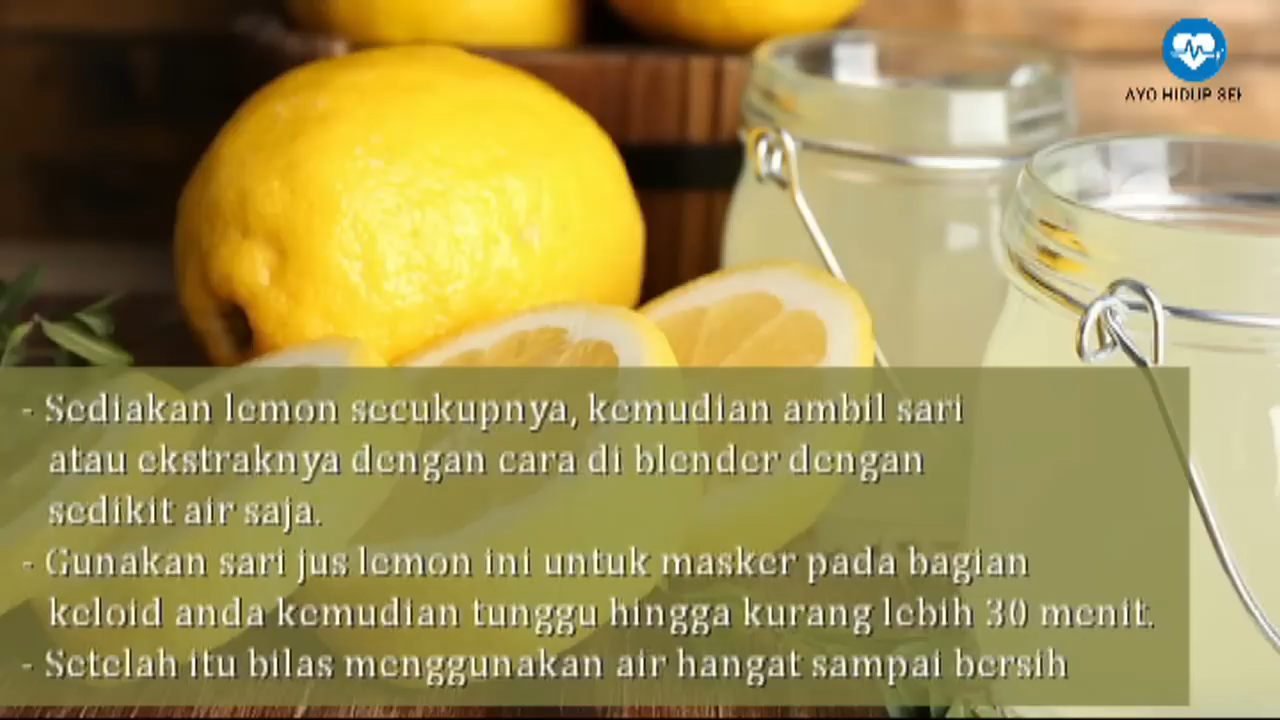 AYO HIDUP SEH
- Sediakan lemon secukupnya, kemudian ambil sari
atau ekstraknya dengan cara di blender dengan
sedikit air saja.
- Gunakan sari jus lemon ini untuk masker pada bagian
keloid anda kemudian tunggu hingga kurang lebih 30 menit.
- Setelah itu bilas menggunakan air hangat sampai bersih